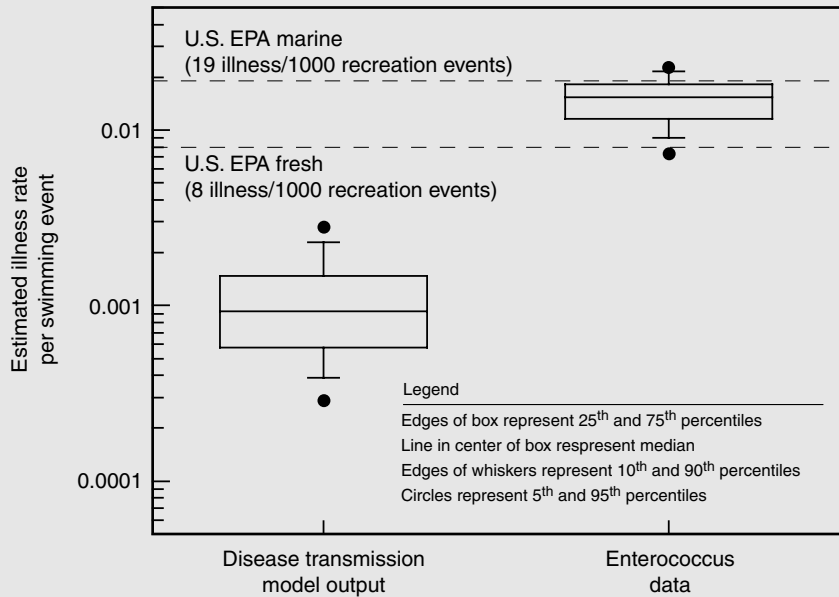 U.S. EPA marine
(19 illness/1000 recreation events)
0.01
U.S. EPA fresh
(8 illness/1000 recreation events)
Estimated illness rate
per swimming event
0.001
Legend
Edges of box represent 25th and 75th percentiles
Line in center of box respresent median
Edges of whiskers represent 10th and 90th percentiles
Circles represent 5th and 95th percentiles
0.0001
Disease transmission
model output
Enterococcus
data